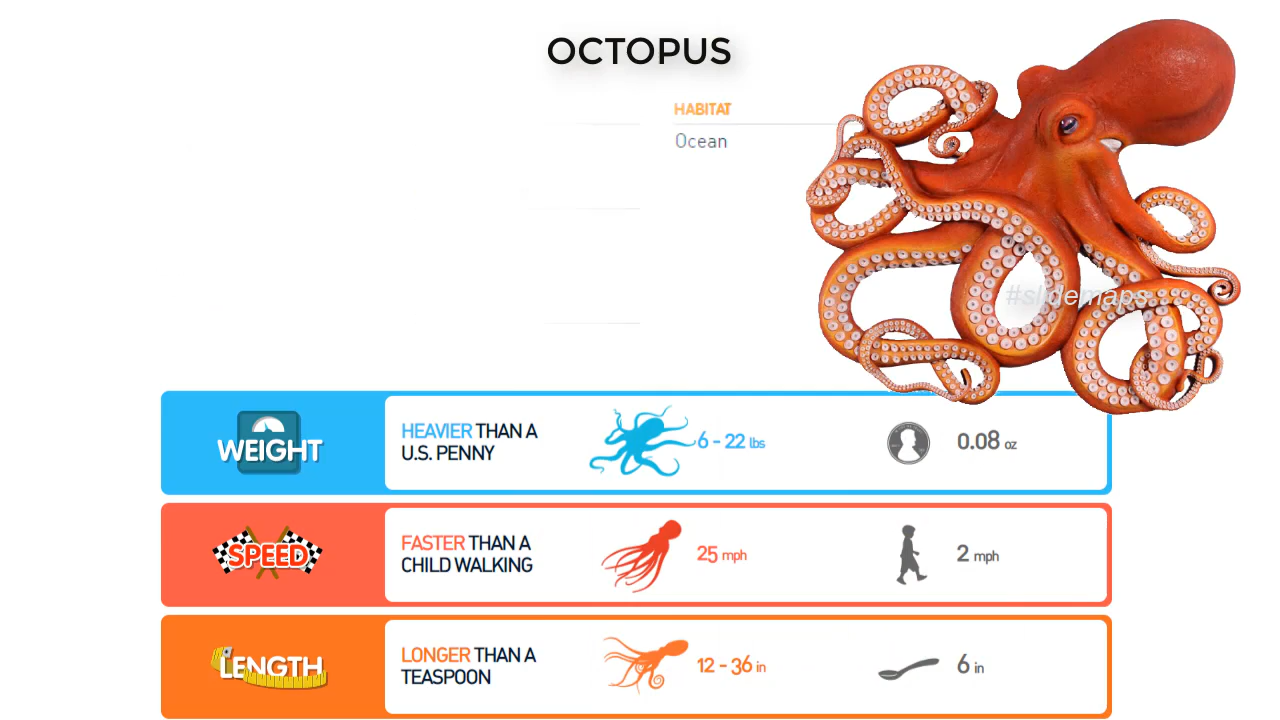 OCTOPUS
HABITAT
Ocean
#slidemaps
WEIGHT
HEAVIER THAN A
U.S. PENNY
6 - 22 lbs
0.08 oz
SPEED
FASTER THAN A
CHILD WALKING
25 mph
2 mph
LENGTH
LONGER THAN A
TEASPOON
12 - 36 in
6 in